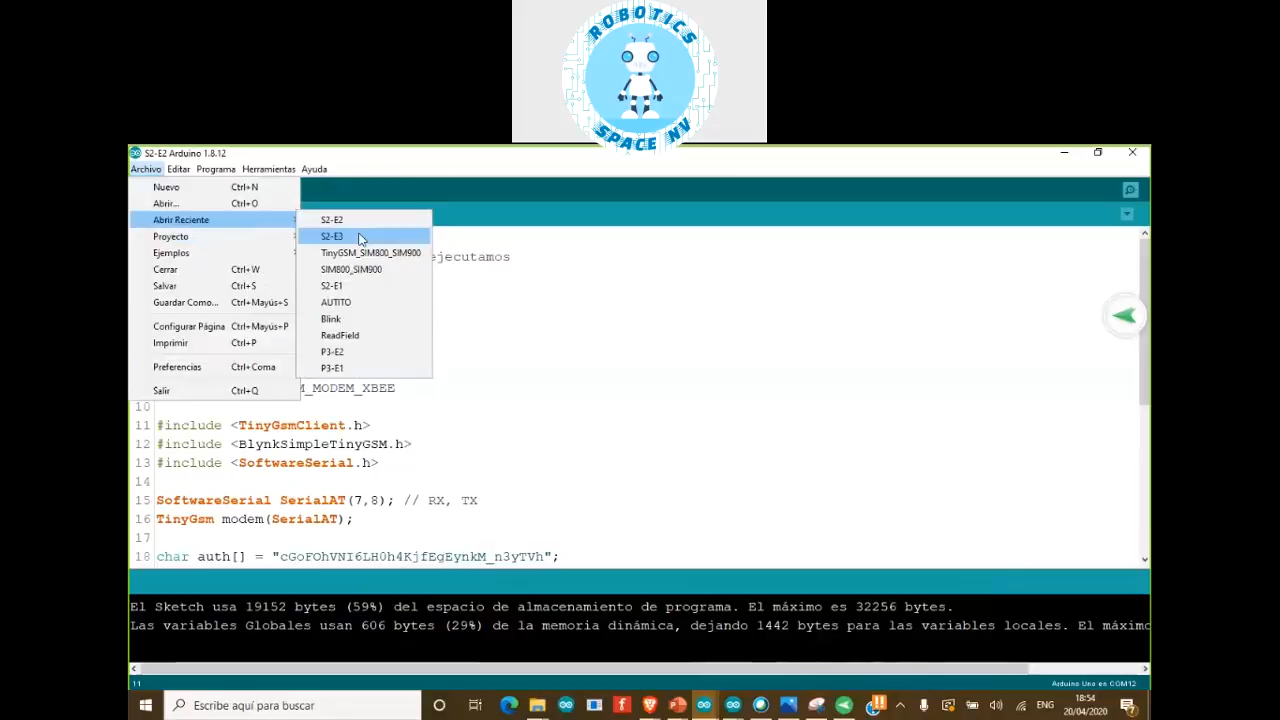 ROBOTICS
SPACE NV
S2-E2 Arduino 1.8.12
Archivo Editar Programa Herramientas Ayuda
Nuevo Ctrl+N
Abrir... Ctrl+O
Abrir Reciente
Proyecto
Ejemplos
Cerrar Ctrl+W
Salvar Ctrl+S
Guardar Como... Ctrl+Mayús+S
Configurar Página Ctrl+Mayús+P
Imprimir Ctrl+P
Preferencias Ctrl+Coma
Salir Ctrl+Q
S2-E2
S2-E3
TinyGSM_SIM800_SIM900
SIM800_SIM900
S2-E1
AUTITO
Blink
ReadField
P3-E2
P3-E1
ejecutamos
M_MODEM_XBEE
10
11 #include <TinyGsmClient.h>
12 #include <BlynkSimpleTinyGSM.h>
13 #include <SoftwareSerial.h>
14
15 SoftwareSerial SerialAT(7,8); // RX, TX
16 TinyGsm modem(SerialAT);
17
18 char auth[] = "cGoFOhVNI6LH0h4KjfEgEynkM_n3yTVh";
El Sketch usa 19152 bytes (59%) del espacio de almacenamiento de programa. El máximo es 32256 bytes.
Las variables Globales usan 606 bytes (29%) de la memoria dinámica, dejando 1442 bytes para las variables locales. El máximo
11
Arduino Uno en COM12
Escribe aquí para buscar
ENG
18:54
20/04/2020
7